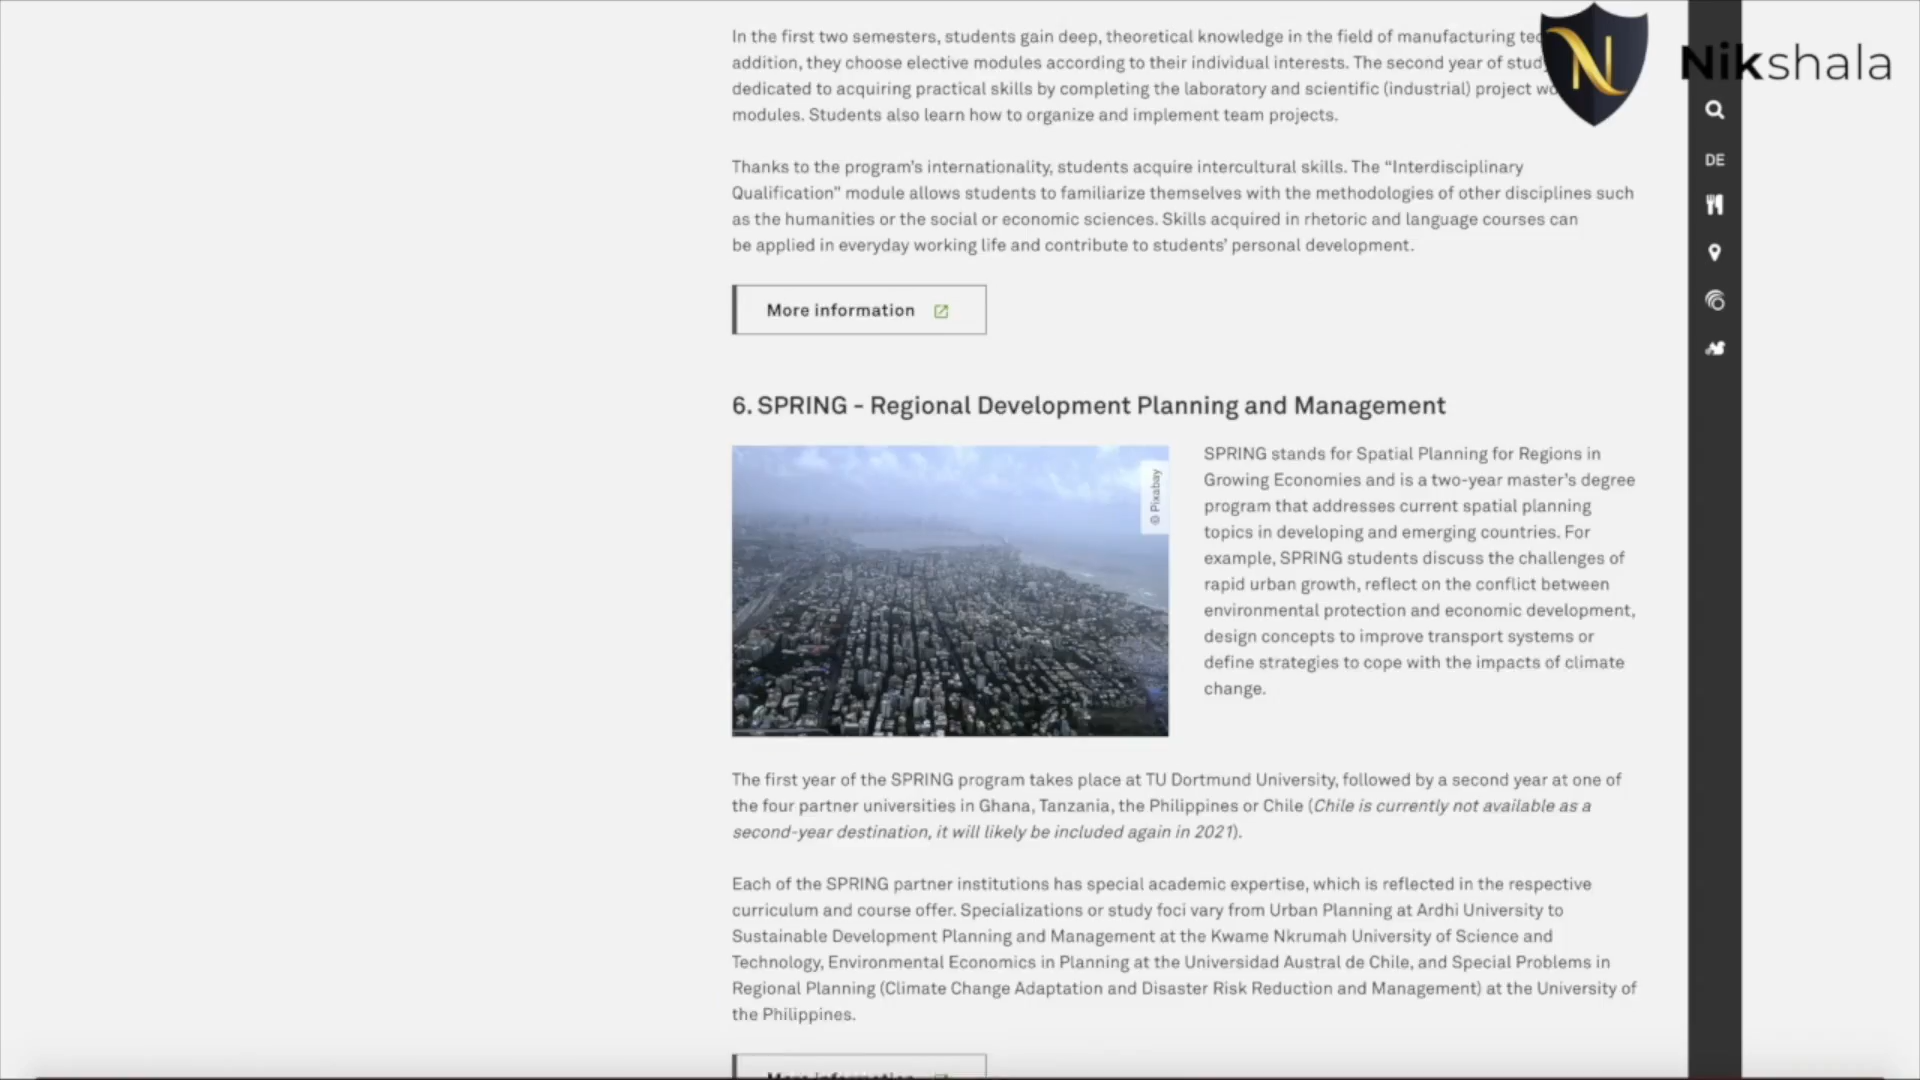 In the first two semesters, students gain deep, theoretical knowledge in the field of manufacturing
addition, they choose elective modules according to their individual interests. The second year of
dedicated to acquiring practical skills by completing the laboratory and scientific (industrial) project
modules. Students also learn how to organize and implement team projects.
Thanks to the program's internationality, students acquire intercultural skills. The “Interdisciplinary
Qualification” module allows students to familiarize themselves with the methodologies of other disciplines such
as the humanities or the social or economic sciences. Skills acquired in rhetoric and language courses can
be applied in everyday working life and contribute to students’ personal development.
More information
6. SPRING - Regional Development Planning and Management
© Pixabay
SPRING stands for Spatial Planning for Regions in
Growing Economies and is a two-year master's degree
program that addresses current spatial planning
topics in developing and emerging countries. For
example, SPRING students discuss the challenges of
rapid urban growth, reflect on the conflict between
environmental protection and economic development,
design concepts to improve transport systems or
define strategies to cope with the impacts of climate
change.
The first year of the SPRING program takes place at TU Dortmund University, followed by a second year at one of
the four partner universities in Ghana, Tanzania, the Philippines or Chile (Chile is currently not available as a
second-year destination, it will likely be included again in 2021).
Each of the SPRING partner institutions has special academic expertise, which is reflected in the respective
curriculum and course offer. Specializations or study foci vary from Urban Planning at Ardhi University to
Sustainable Development Planning and Management at the Kwame Nkrumah University of Science and
Technology, Environmental Economics in Planning at the Universidad Austral de Chile, and Special Problems in
Regional Planning (Climate Change Adaptation and Disaster Risk Reduction and Management) at the University of
the Philippines.
More information
N
Nikshala
DE